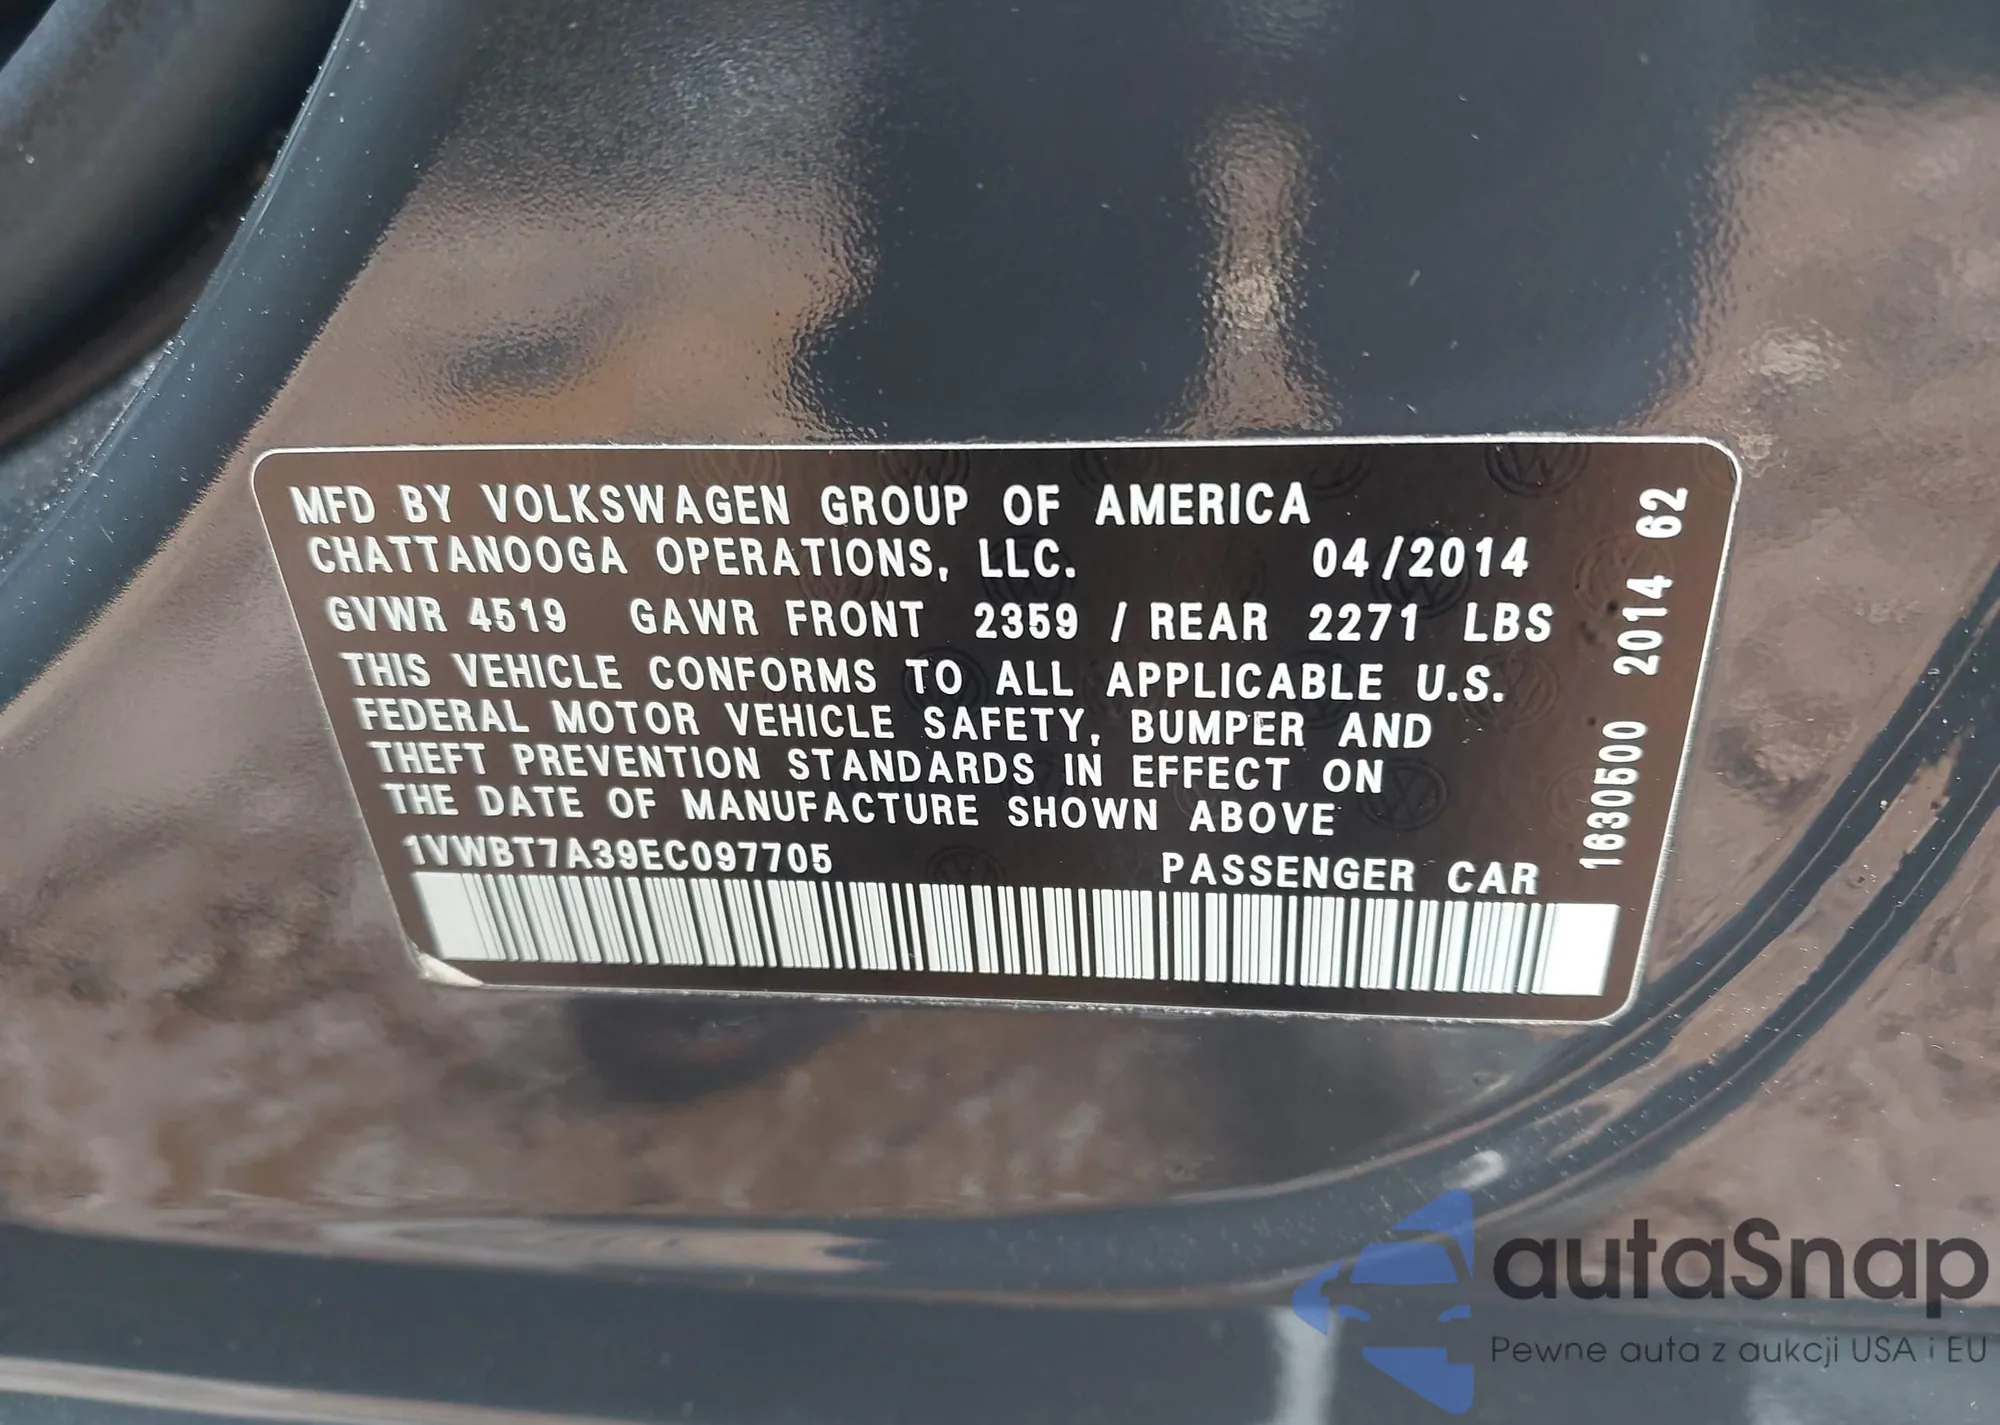 MFD BY VOLKSWAGEN GROUP OF AMERICA
CHATTANOOGA OPERATIONS, LLC. 04/2014
GVWR 4519 GAWR FRONT 2359 / REAR 2271 LBS
THIS VEHICLE CONFORMS TO ALL APPLICABLE U.S.
FEDERAL MOTOR VEHICLE SAFETY, BUMPER AND
THEFT PREVENTION STANDARDS IN EFFECT ON
THE DATE OF MANUFACTURE SHOWN ABOVE
1VWBT7A39EC097705 PASSENGER CAR
1630500 2014 62
autaSnap
Pewne auta z aukcji USA i EU